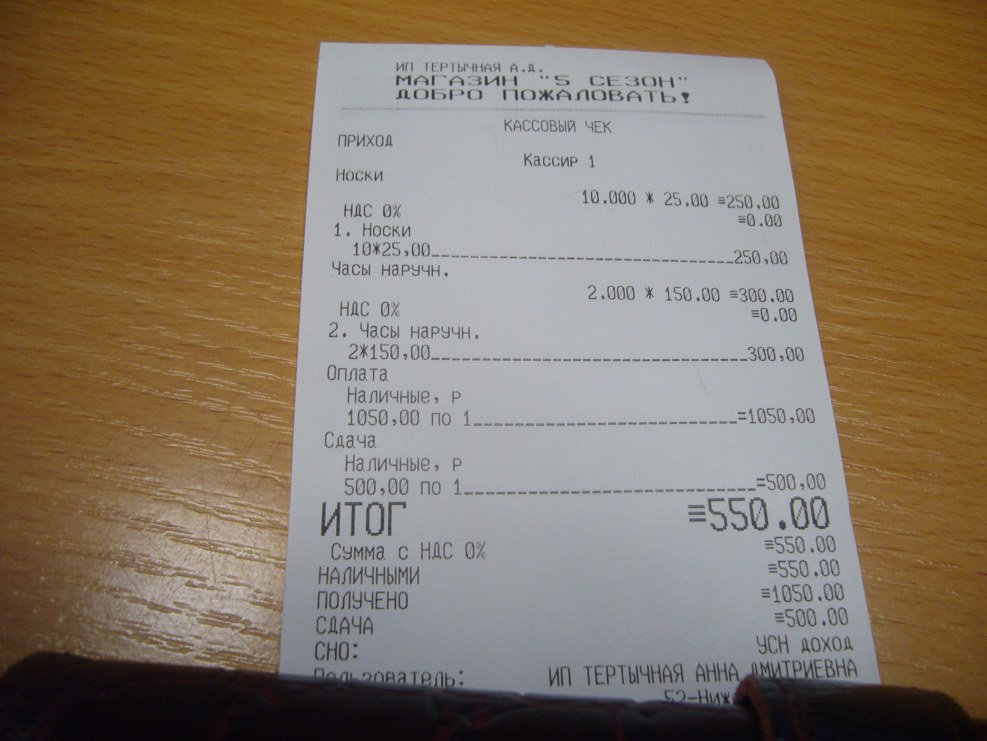 ИП ТЕРТЫЧНАЯ А.Д.
МАГАЗИН "5 СЕЗОН"
ДОБРО ПОЖАЛОВАТЬ!
КАССОВЫЙ ЧЕК
ПРИХОД
Кассир 1
Носки
10.000 * 25.00 ≡250.00
НДС 0% ≡0.00
1. Носки
10*25,00 250,00
Часы наручн.
2.000 * 150.00 ≡300.00
НДС 0% ≡0.00
2. Часы наручн.
2*150,00 300,00
Оплата
Наличные, р
1050,00 по 1 =1050,00
Сдача
Наличные, р
500,00 по 1 =500,00
ИТОГ ≡550.00
Сумма с НДС 0% ≡550.00
НАЛИЧНЫМИ ≡550.00
ПОЛУЧЕНО ≡1050.00
СДАЧА ≡500.00
СНО: УСН ДОХОД
Пользователь: ИП ТЕРТЫЧНАЯ АННА ДМИТРИЕВНА